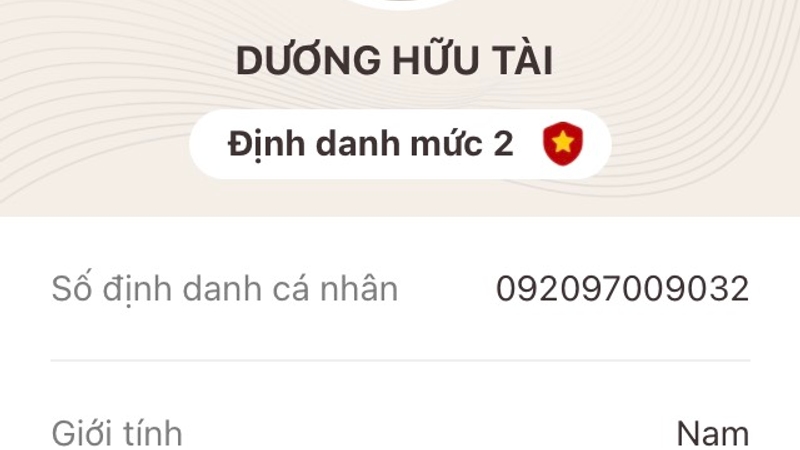 DƯƠNG HỮU TÀI
Định danh mức 2
Số định danh cá nhân 092097009032
Giới tính Nam